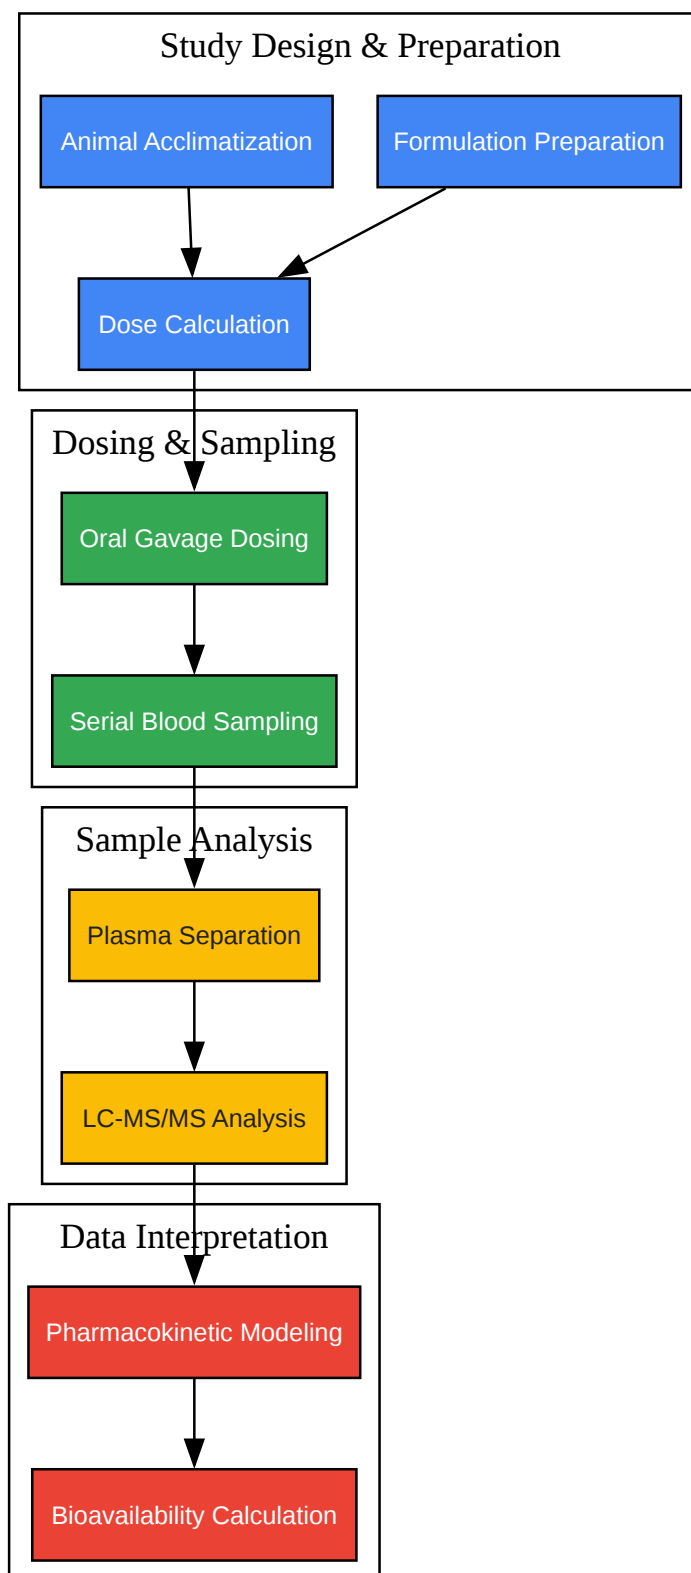 Study Design & Preparation
Animal Acclimatization
Formulation Preparation
Dose Calculation
Dosing & Sampling
Oral Gavage Dosing
Serial Blood Sampling
Sample Analysis
Plasma Separation
LC-MS/MS Analysis
Data Interpretation
Pharmacokinetic Modeling
Bioavailability Calculation